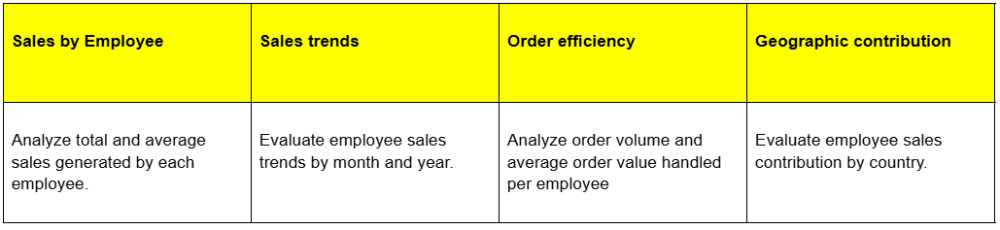 Sales by Employee
Sales trends
Order efficiency
Geographic contribution
Analyze total and average
sales generated by each
employee.
Evaluate employee sales
trends by month and year.
Analyze order volume and
average order value handled
per employee
Evaluate employee sales
contribution by country.